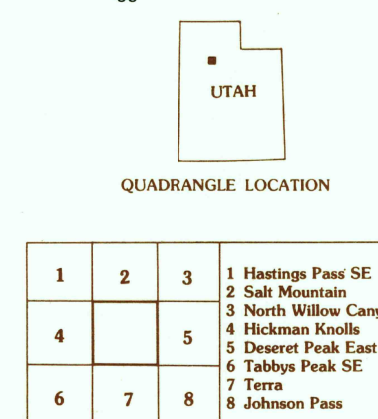 UTAH
QUADRANGLE LOCATION
1 2 3
4 5
6 7 8
1 Hastings Pass SE
2 Salt Mountain
3 North Willow
4 Hickman Knolls
5 Deseret Peak East
6 Tabbys Peak SE
7 Terra
8 Johnson Pass